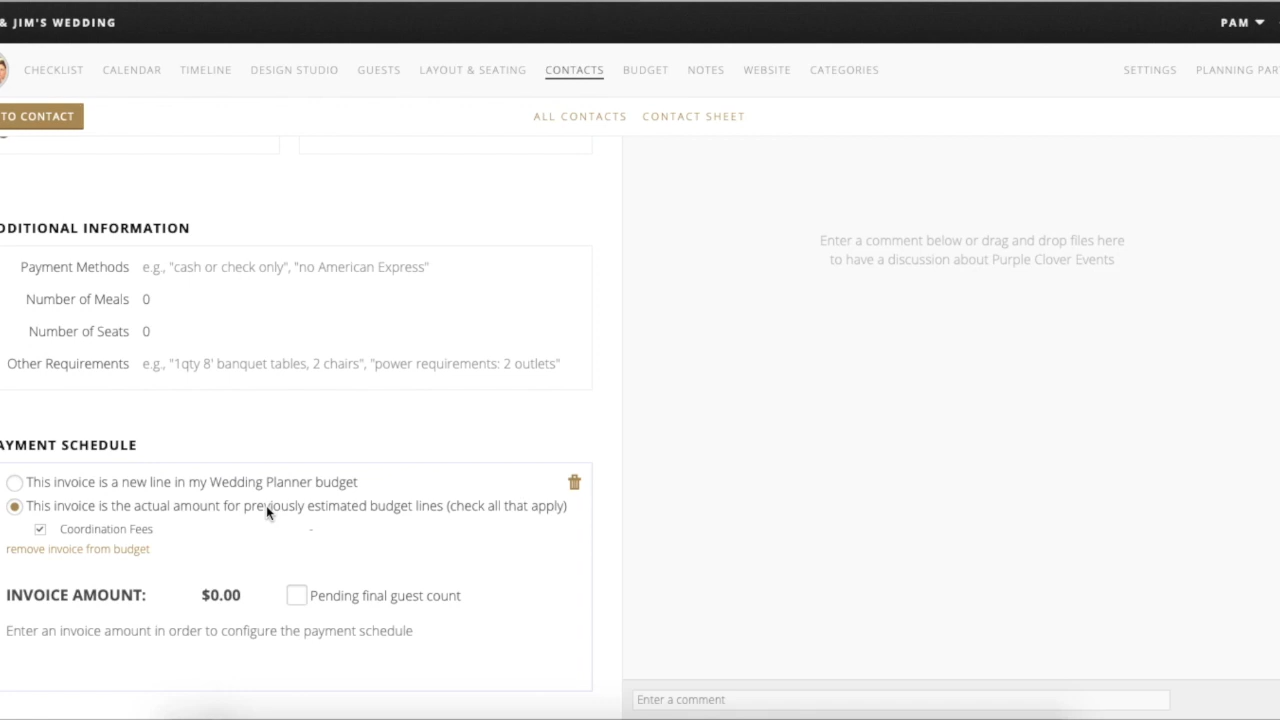 & JIM'S WEDDING
PAM
CHECKLIST CALENDAR TIMELINE DESIGN STUDIO GUESTS LAYOUT & SEATING CONTACTS BUDGET NOTES WEBSITE CATEGORIES SETTINGS PLANNING PAR
TO CONTACT
ALL CONTACTS CONTACT SHEET
DDITIONAL INFORMATION
Payment Methods e.g., "cash or check only", "no American Express"
Number of Meals 0
Number of Seats 0
Other Requirements e.g., "1qty 8' banquet tables, 2 chairs", "power requirements: 2 outlets"
AYMENT SCHEDULE
This invoice is a new line in my Wedding Planner budget
This invoice is the actual amount for previously estimated budget lines (check all that apply)
Coordination Fees -
remove invoice from budget
INVOICE AMOUNT: $0.00 Pending final guest count
Enter an invoice amount in order to configure the payment schedule
Enter a comment below or drag and drop files here
to have a discussion about Purple Clover Events
Enter a comment